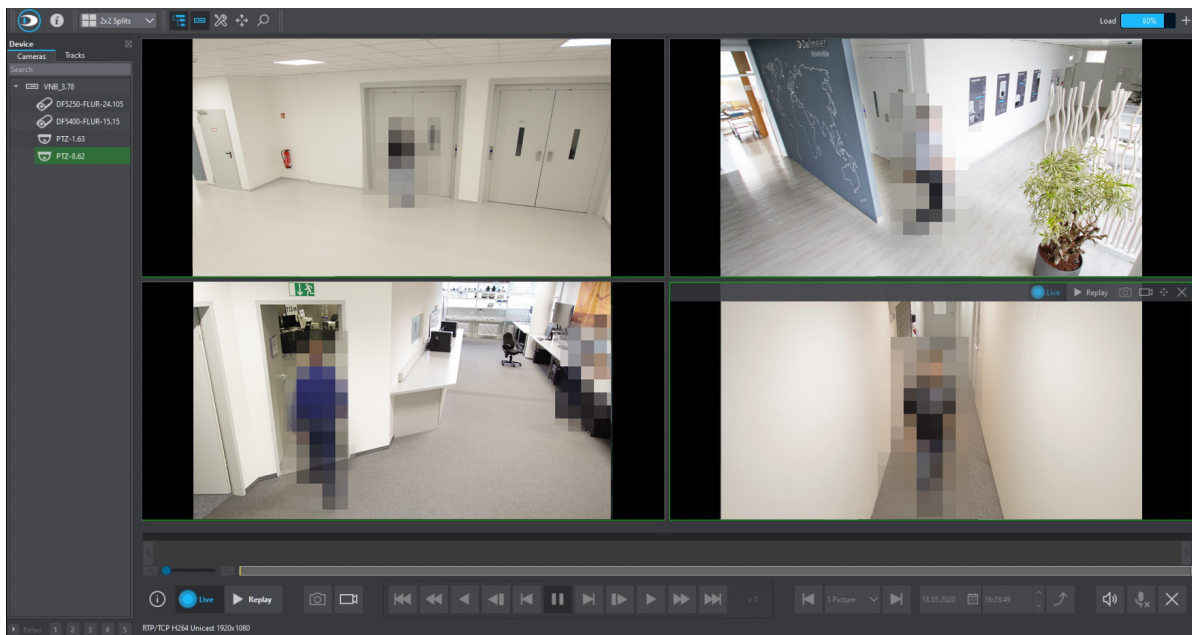 2x2 Splits
Load 80%
Device
Cameras Tracks
Search
VNB_3.78
DF5250-FLUR-24.105
DF5400-FLUR-15.15
PTZ-1.63
PTZ-8.62
Dallmeier
Live Replay
Live Replay
x 0
1 Picture
18.05.2020 16:28:49
Relais 1 2 3 4 5
RTP/TCP H264 Unicast 1920x1080